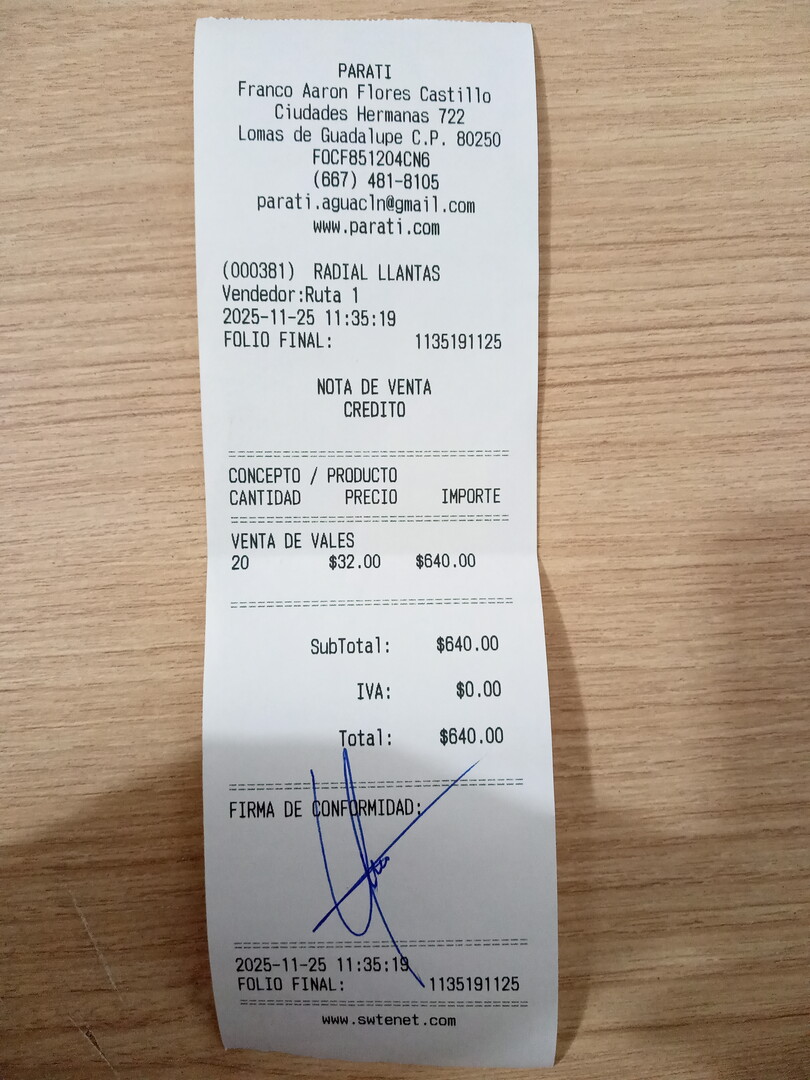 PARATI
Franco Aaron Flores Castillo
Ciudades Hermanas 722
Lomas de Guadalupe C.P. 80250
FOCF851204CN6
(667) 481-8105
parati.aguacln@gmail.com
www.parati.com
(000381) RADIAL LLANTAS
Vendedor:Ruta 1
2025-11-25 11:35:19
FOLIO FINAL: 1135191125
NOTA DE VENTA
CREDITO
CONCEPTO / PRODUCTO
CANTIDAD PRECIO IMPORTE
VENTA DE VALES
20 $32.00 $640.00
SubTotal: $640.00
IVA: $0.00
Total: $640.00
FIRMA DE CONFORMIDAD:
2025-11-25 11:35:19
FOLIO FINAL: 1135191125
www.swtenet.com